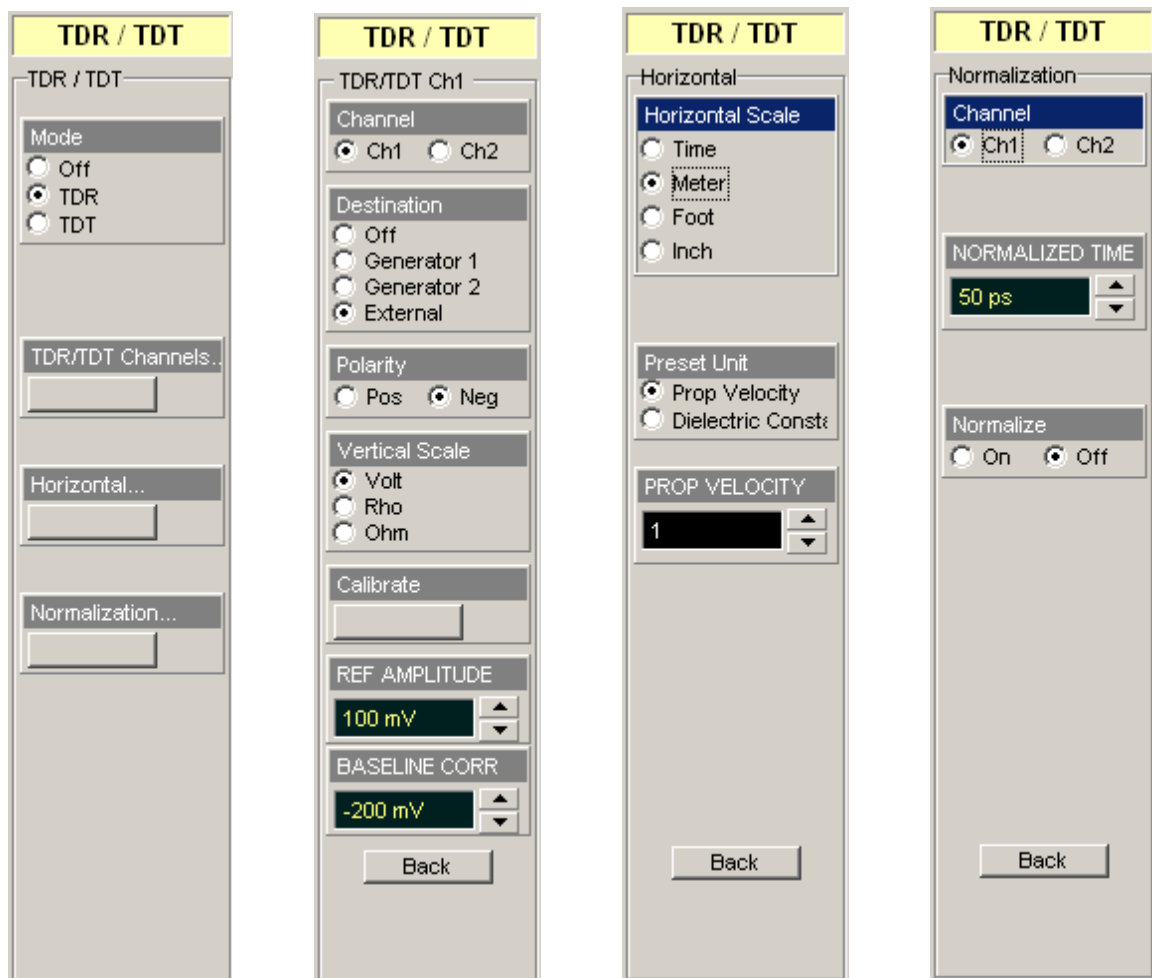 TDR / TDT
TDR / TDT
Mode
Off
TDR
TDT
TDR/TDT Channels..
Horizontal...
Normalization...
TDR / TDT
TDR/TDT Ch1
Channel
Ch1 Ch2
Destination
Off
Generator 1
Generator 2
External
Polarity
Pos Neg
Vertical Scale
Volt
Rho
Ohm
Calibrate
REF AMPLITUDE
100 mV
BASELINE CORR
-200 mV
Back
TDR / TDT
Horizontal
Horizontal Scale
Time
Meter
Foot
Inch
Preset Unit
Prop Velocity
Dielectric Consta
PROP VELOCITY
1
Back
TDR / TDT
Normalization
Channel
Ch1 Ch2
NORMALIZED TIME
50 ps
Normalize
On Off
Back